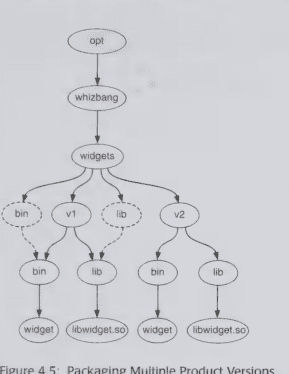 opt
whizbang
widgets
bin v1 lib v2
bin lib bin lib
widget libwidget.so widget libwidget.so
Figure 4.5: Packaging Multiple Product Versions